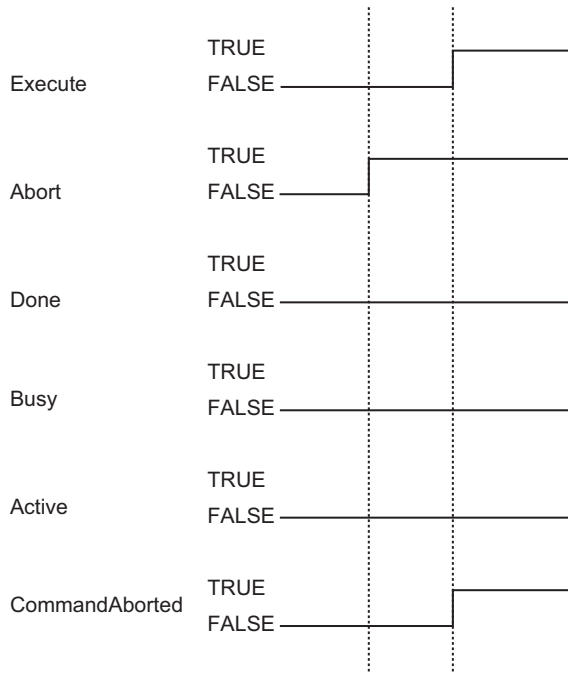 TRUE
Execute FALSE
TRUE
Abort FALSE
TRUE
Done FALSE
TRUE
Busy FALSE
TRUE
Active FALSE
TRUE
CommandAborted
FALSE